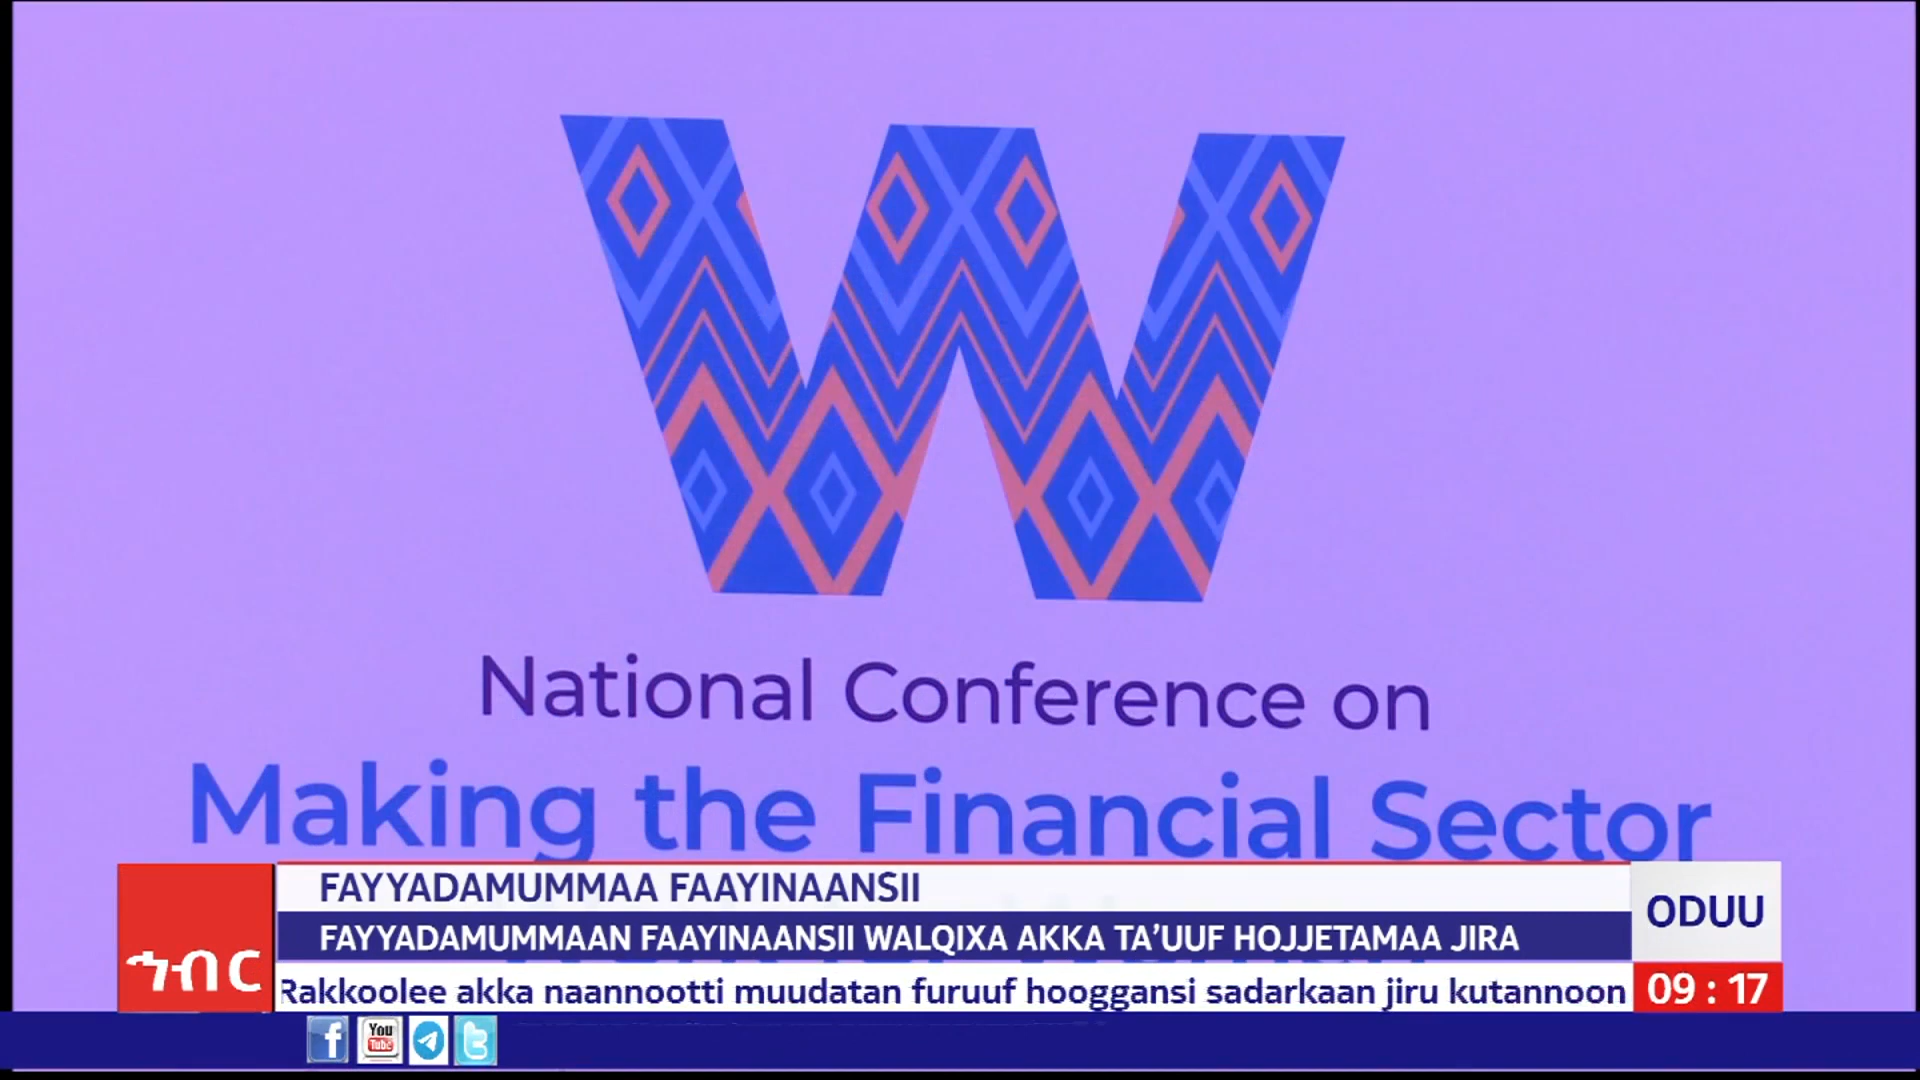 W
National Conference on
Making the Financial Sector
FAYYADAMUMMAA FAAYINAANSII
FAYYADAMUMMAAN FAAYINAANSII WALQIXA AKKA TA'UUF HOJJETAMAA JIRA
ODUU
ኅብር
Rakkoolee akka naannootti muudatan furuuf hooggansi sadarkaan jiru kutannoon
09 : 17
f
You
Tube
t